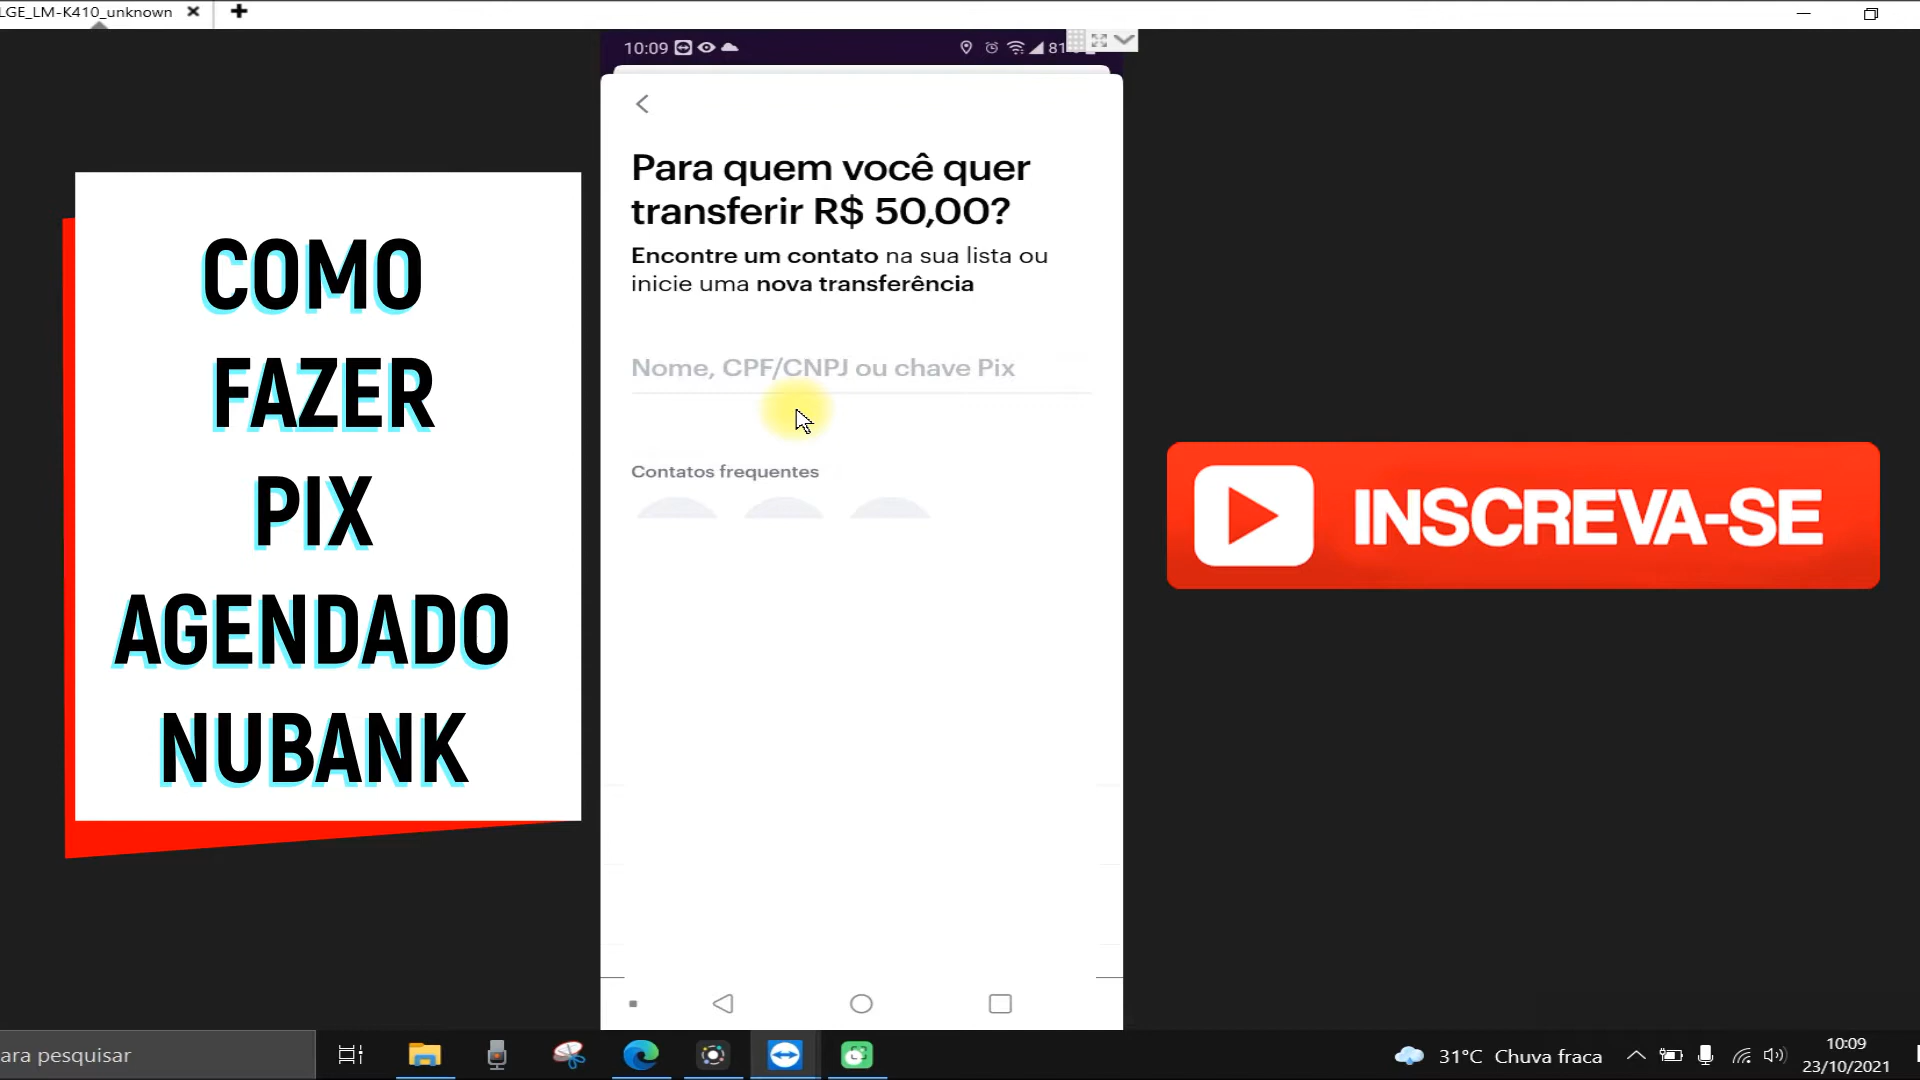 LGE_LM-K410_unknown
10:09
81
COMO
FAZER
PIX
AGENDADO
NUBANK
Para quem você quer
transferir R$ 50,00?
Encontre um contato na sua lista ou
inicie uma nova transferência
Nome, CPF/CNPJ ou chave Pix
Contatos frequentes
INSCREVA-SE
ara pesquisar
31°C Chuva fraca
10:09
23/10/2021